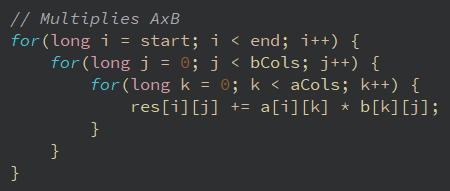 // Multiplies AxB
for(long i = start; i < end; i++) {
    for(long j = 0; j < bCols; j++) {
        for(long k = 0; k < aCols; k++) {
            res[i][j] += a[i][k] * b[k][j];
        }
    }
}